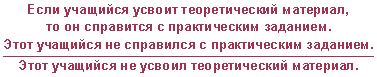 Если учащийся усвоит теоретический материал,
то он справится с практическим заданием.
Этот учащийся не справился с практическим заданием.
Этот учащийся не усвоил теоретический материал.